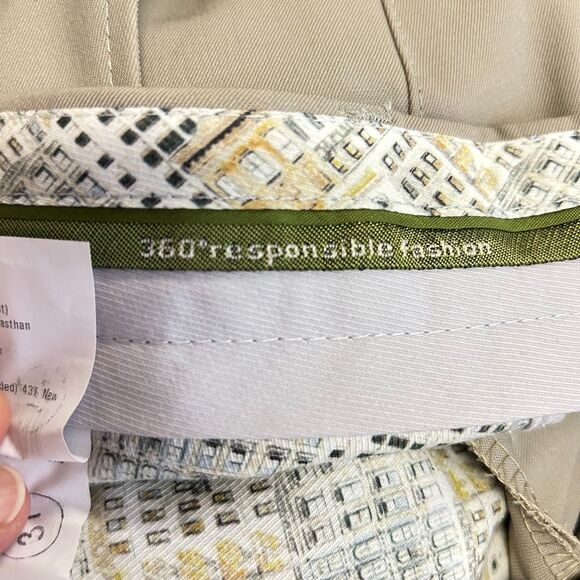 360°responsible fashion
t)
asthan
led) 43% New
31